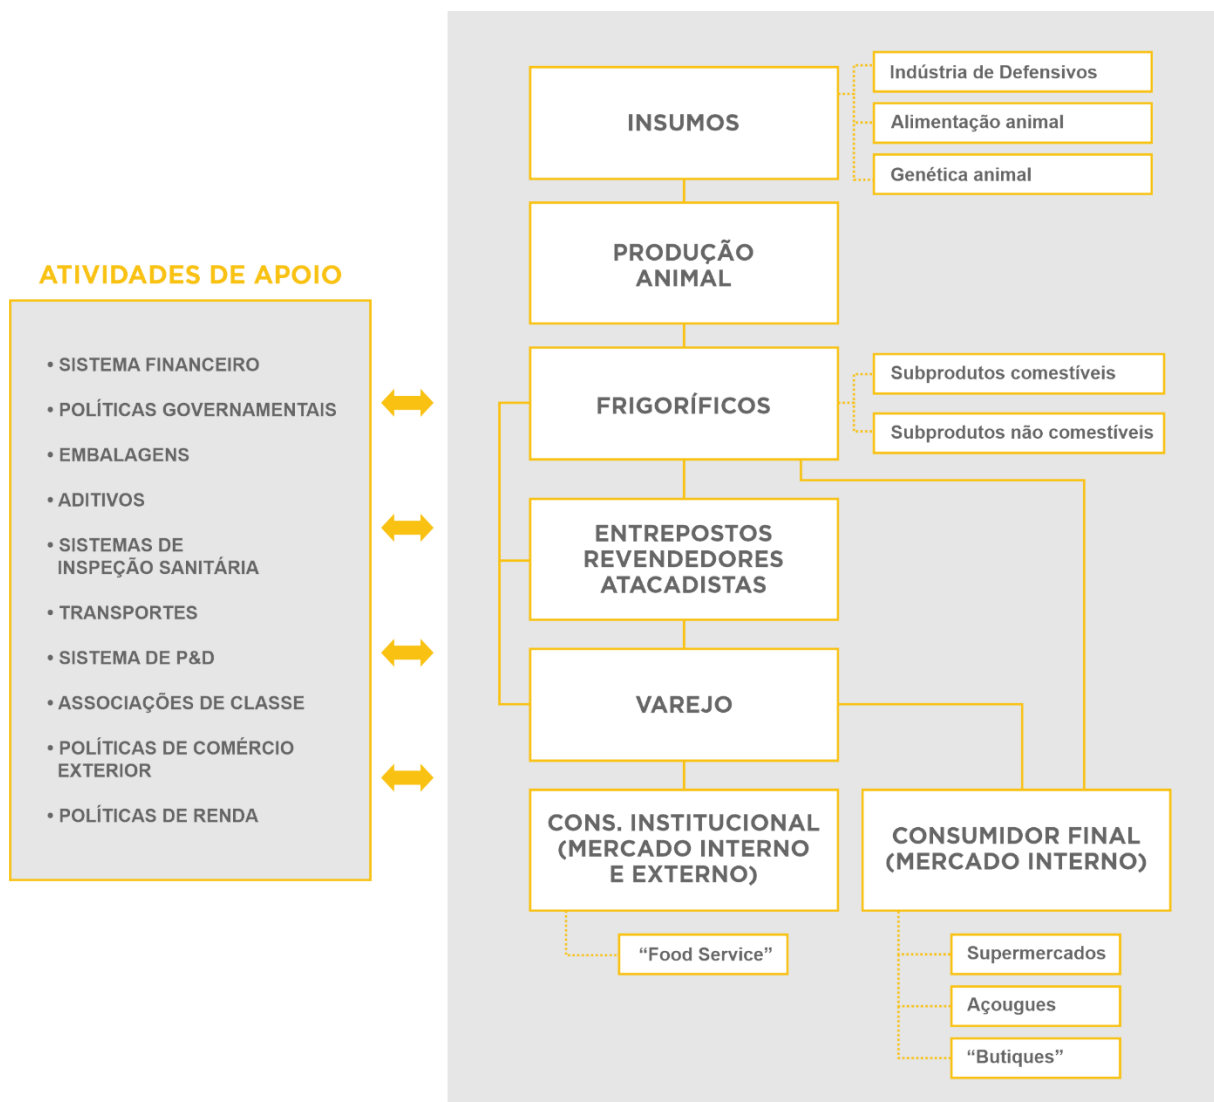 ATIVIDADES DE APOIO
• SISTEMA FINANCEIRO
• POLÍTICAS GOVERNAMENTAIS
• EMBALAGENS
• ADITIVOS
• SISTEMAS DE
INSPEÇÃO SANITÁRIA
• TRANSPORTES
• SISTEMA DE P&D
• ASSOCIAÇÕES DE CLASSE
• POLÍTICAS DE COMÉRCIO
EXTERIOR
• POLÍTICAS DE RENDA
INSUMOS
Indústria de Defensivos
Alimentação animal
Genética animal
PRODUÇÃO
ANIMAL
FRIGORÍFICOS
Subprodutos comestíveis
Subprodutos não comestíveis
ENTREPOSTOS
REVENDEDORES
ATACADISTAS
VAREJO
CONS. INSTITUCIONAL
(MERCADO INTERNO
E EXTERNO)
“Food Service”
CONSUMIDOR FINAL
(MERCADO INTERNO)
Supermercados
Açougues
“Butiques”